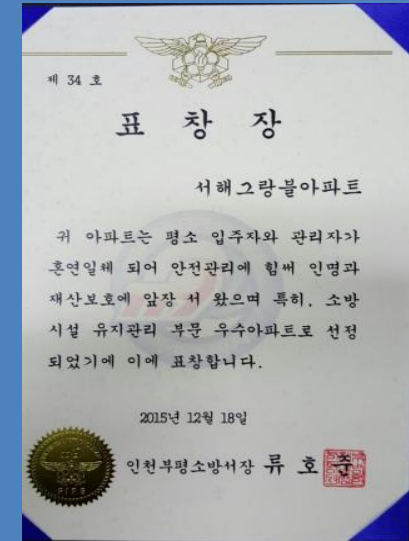 제 34 호
표 창 장
서해그랑블아파트
귀 아파트는 평소 입주자와 관리자가
혼연일체 되어 안전관리에 힘써 인명과
재산보호에 앞장 서 왔으며 특히, 소방
시설 유지관리 부문 우수아파트로 선정
되었기에 이에 표창합니다.
2015년 12월 18일
인천부평소방서장 류 호 준
FIRE